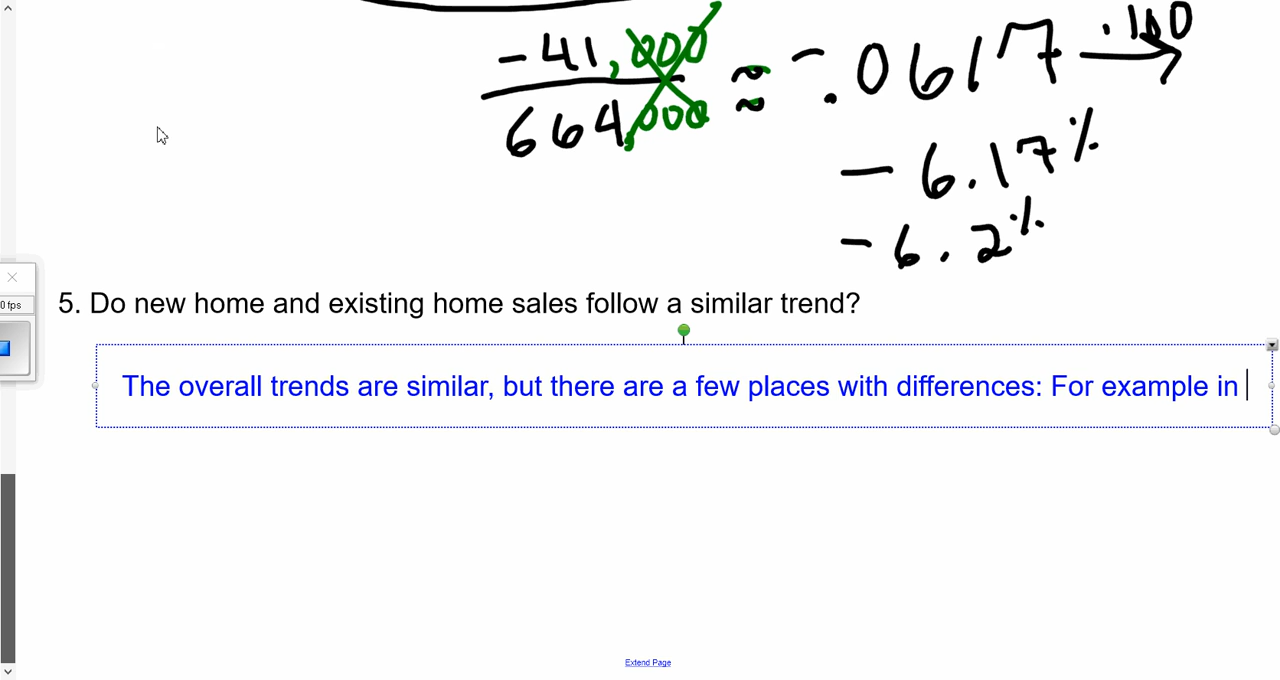 -41,000
664,000
≈ -.0617 .100
-6.17%
-6.2%
0 fps
5. Do new home and existing home sales follow a similar trend?
The overall trends are similar, but there are a few places with differences: For example in
Extend Page